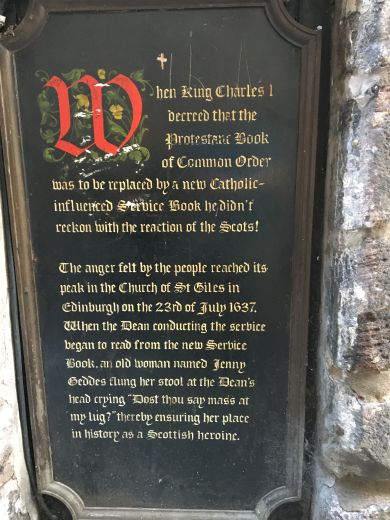 When King Charles I
decreed that the
Protestant Book
of Common Order
was to be replaced by a new Catholic-
influenced Service Book he didn't
reckon with the reaction of the Scots!
The anger felt by the people reached its
peak in the Church of St Giles in
Edinburgh on the 23rd of July 1637.
When the Dean conducting the service
began to read from the new Service
Book, an old woman named Jenny
Geddes flung her stool at the Dean's
head crying "Dost thou say mass at
my lug?" thereby ensuring her place
in history as a Scottish heroine.